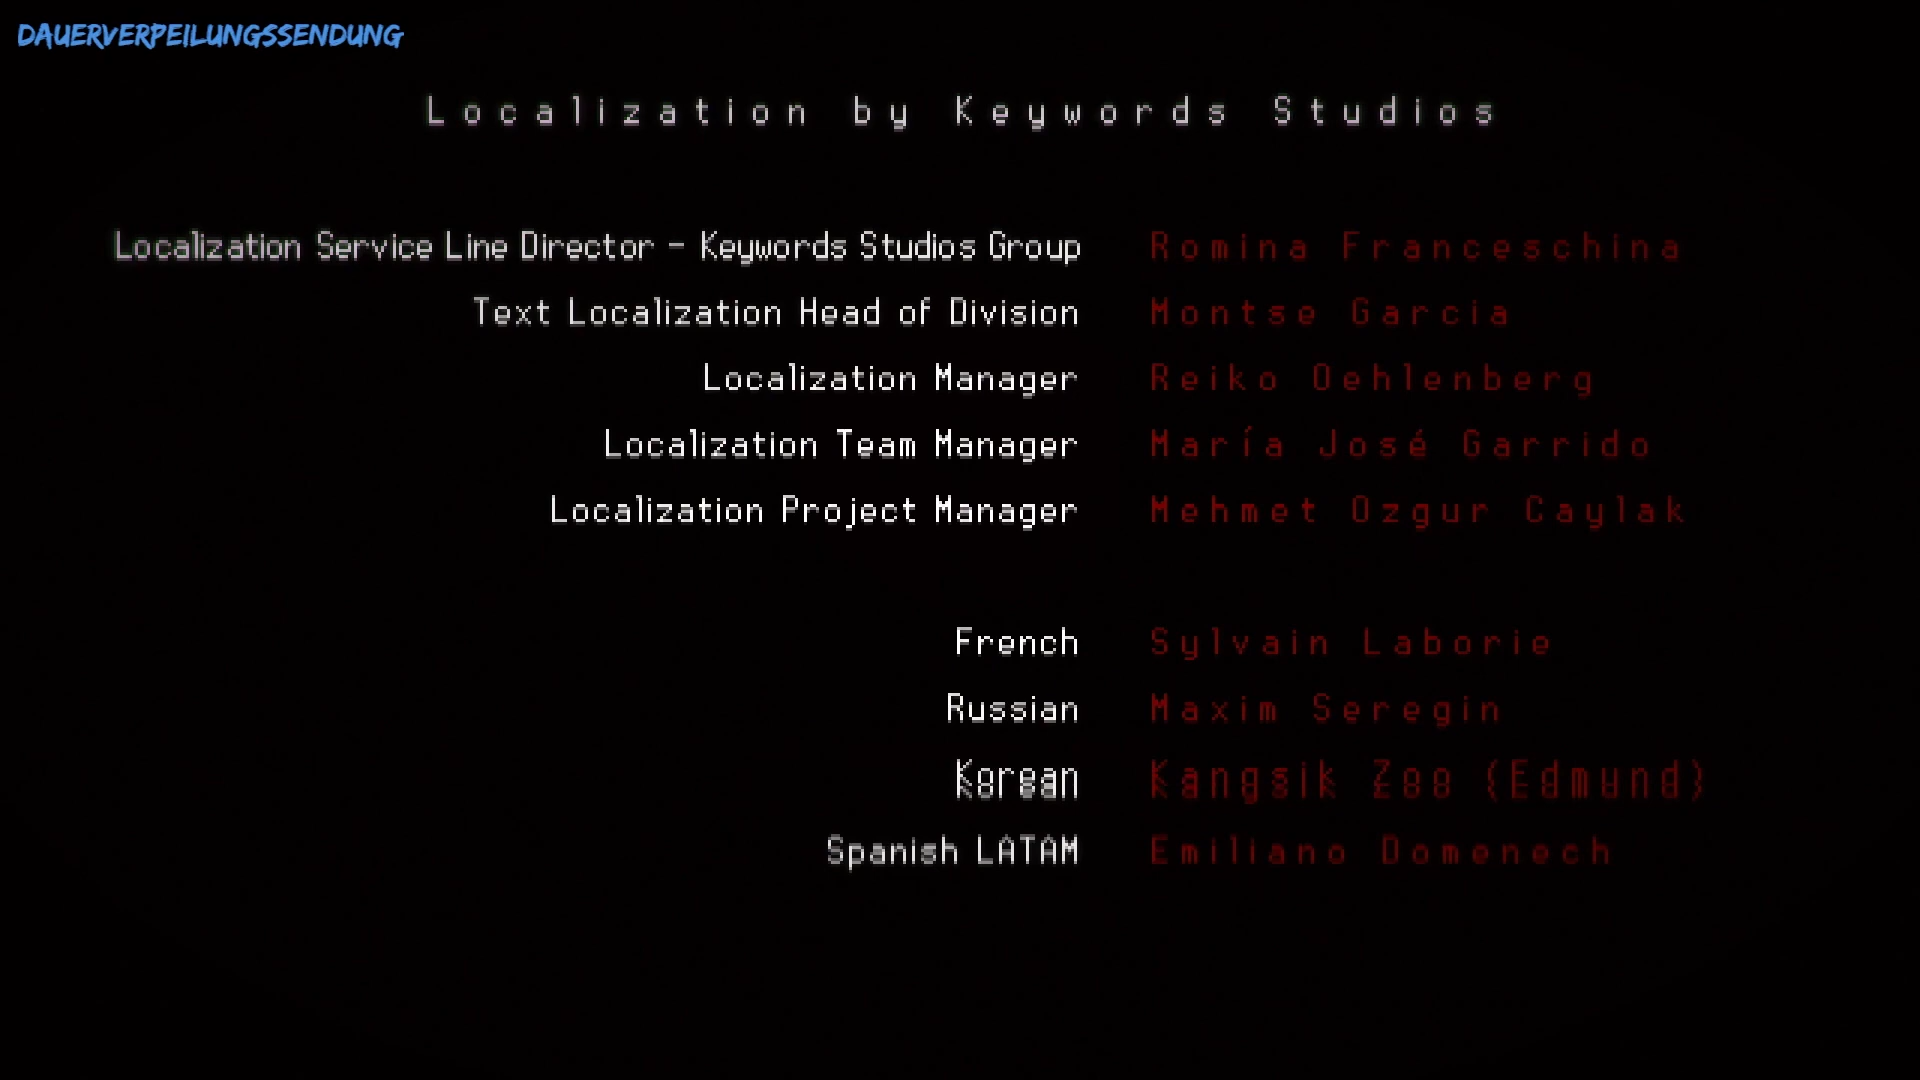 DAUERVERPEILUNGSSENDUNG
Localization by Keywords Studios
Localization Service Line Director - Keywords Studios Group Romina Franceschina
Text Localization Head of Division Montse Garcia
Localization Manager Reiko Oehlenberg
Localization Team Manager María José Garrido
Localization Project Manager Mehmet Ozgur Caylak
French Sylvain Laborie
Russian Maxim Seregin
Korean Kangsik Zoo (Edmund)
Spanish LATAM Emiliano Domenech